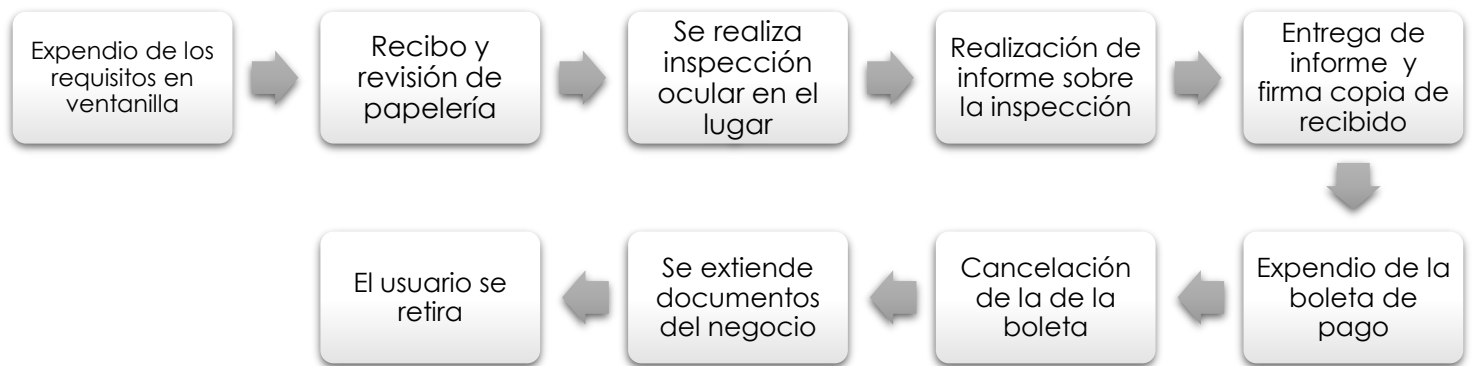 Expendio de los
requisitos en
ventanilla
Recibo y
revisión de
papelería
Se realiza
inspección
ocular en el
lugar
Realización de
informe sobre
la inspección
Entrega de
informe y
firma copia de
recibido
Expendio de la
boleta de
pago
Cancelación
de la de la
boleta
Se extiende
documentos
del negocio
El usuario se
retira